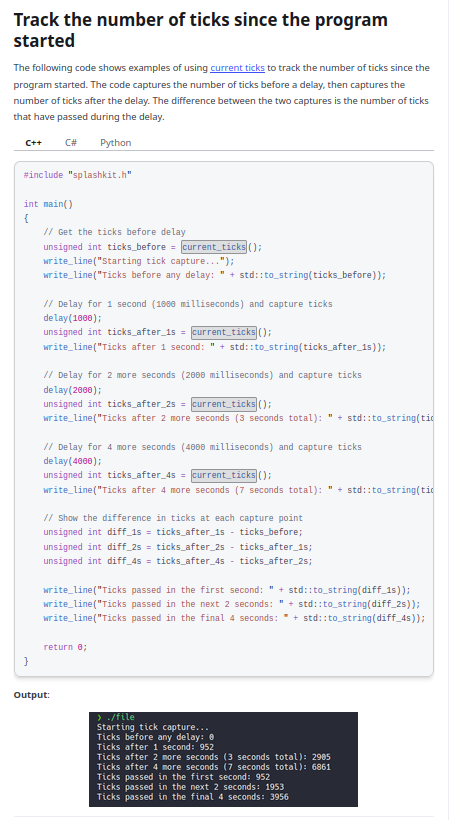 Track the number of ticks since the program
started
The following code shows examples of using current ticks to track the number of ticks since the
program started. The code captures the number of ticks before a delay, then captures the
number of ticks after the delay. The difference between the two captures is the number of ticks
that have passed during the delay.
C++ C# Python
#include "splashkit.h"
int main()
{
// Get the ticks before delay
unsigned int ticks_before = current_ticks();
write_line("Starting tick capture...");
write_line("Ticks before any delay: " + std::to_string(ticks_before));
// Delay for 1 second (1000 milliseconds) and capture ticks
delay(1000);
unsigned int ticks_after_1s = current_ticks();
write_line("Ticks after 1 second: " + std::to_string(ticks_after_1s));
// Delay for 2 more seconds (2000 milliseconds) and capture ticks
delay(2000);
unsigned int ticks_after_2s = current_ticks();
write_line("Ticks after 2 more seconds (3 seconds total): " + std::to_string(tic
// Delay for 4 more seconds (4000 milliseconds) and capture ticks
delay(4000);
unsigned int ticks_after_4s = current_ticks();
write_line("Ticks after 4 more seconds (7 seconds total): " + std::to_string(tic
// Show the difference in ticks at each capture point
unsigned int diff_1s = ticks_after_1s - ticks_before;
unsigned int diff_2s = ticks_after_2s - ticks_after_1s;
unsigned int diff_4s = ticks_after_4s - ticks_after_2s;
write_line("Ticks passed in the first second: " + std::to_string(diff_1s));
write_line("Ticks passed in the next 2 seconds: " + std::to_string(diff_2s));
write_line("Ticks passed in the final 4 seconds: " + std::to_string(diff_4s));
return 0;
}
Output:
❯ ./file
Starting tick capture...
Ticks before any delay: 0
Ticks after 1 second: 952
Ticks after 2 more seconds (3 seconds total): 2905
Ticks after 4 more seconds (7 seconds total): 6861
Ticks passed in the first second: 952
Ticks passed in the next 2 seconds: 1953
Ticks passed in the final 4 seconds: 3956